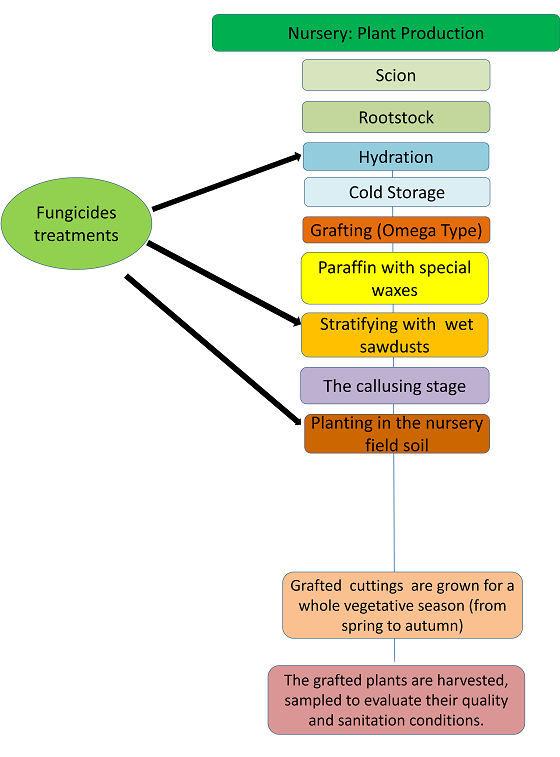 Nursery: Plant Production
Scion
Rootstock
Hydration
Cold Storage
Fungicides
treatments
Grafting (Omega Type)
Paraffin with special
waxes
Stratifying with wet
sawdusts
The callusing stage
Planting in the nursery
field soil
Grafted cuttings are grown for a
whole vegetative season (from
spring to autumn)
The grafted plants are harvested,
sampled to evaluate their quality
and sanitation conditions.